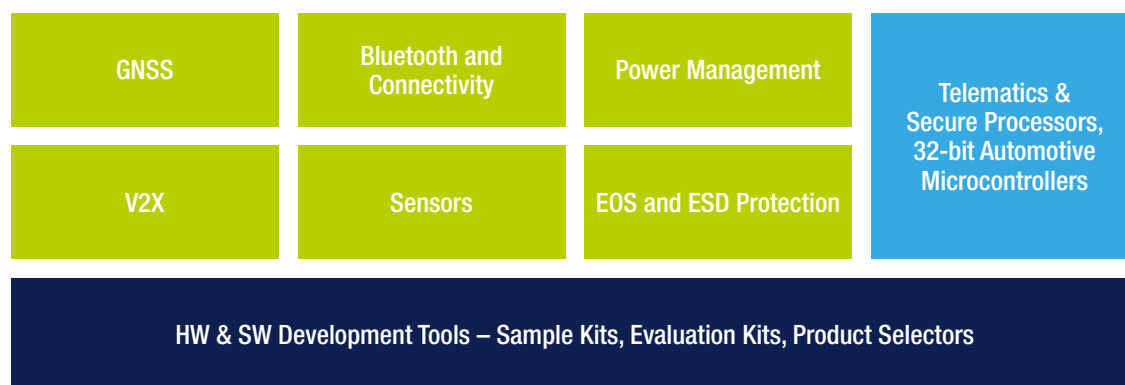 GNSS
Bluetooth and
Connectivity
Power Management
Telematics &
Secure Processors,
32-bit Automotive
Microcontrollers
V2X
Sensors
EOS and ESD Protection
HW & SW Development Tools – Sample Kits, Evaluation Kits, Product Selectors